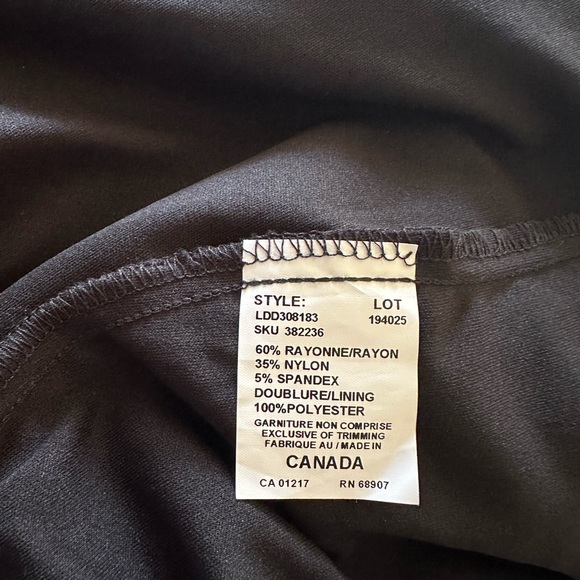 STYLE: LOT
LDD308183 194025
SKU 382236
60% RAYONNE/RAYON
35% NYLON
5% SPANDEX
DOUBLURE/LINING
100%POLYESTER
GARNITURE NON COMPRISE
EXCLUSIVE OF TRIMMING
FABRIQUE AU / MADE IN
CANADA
CA 01217 RN 68907